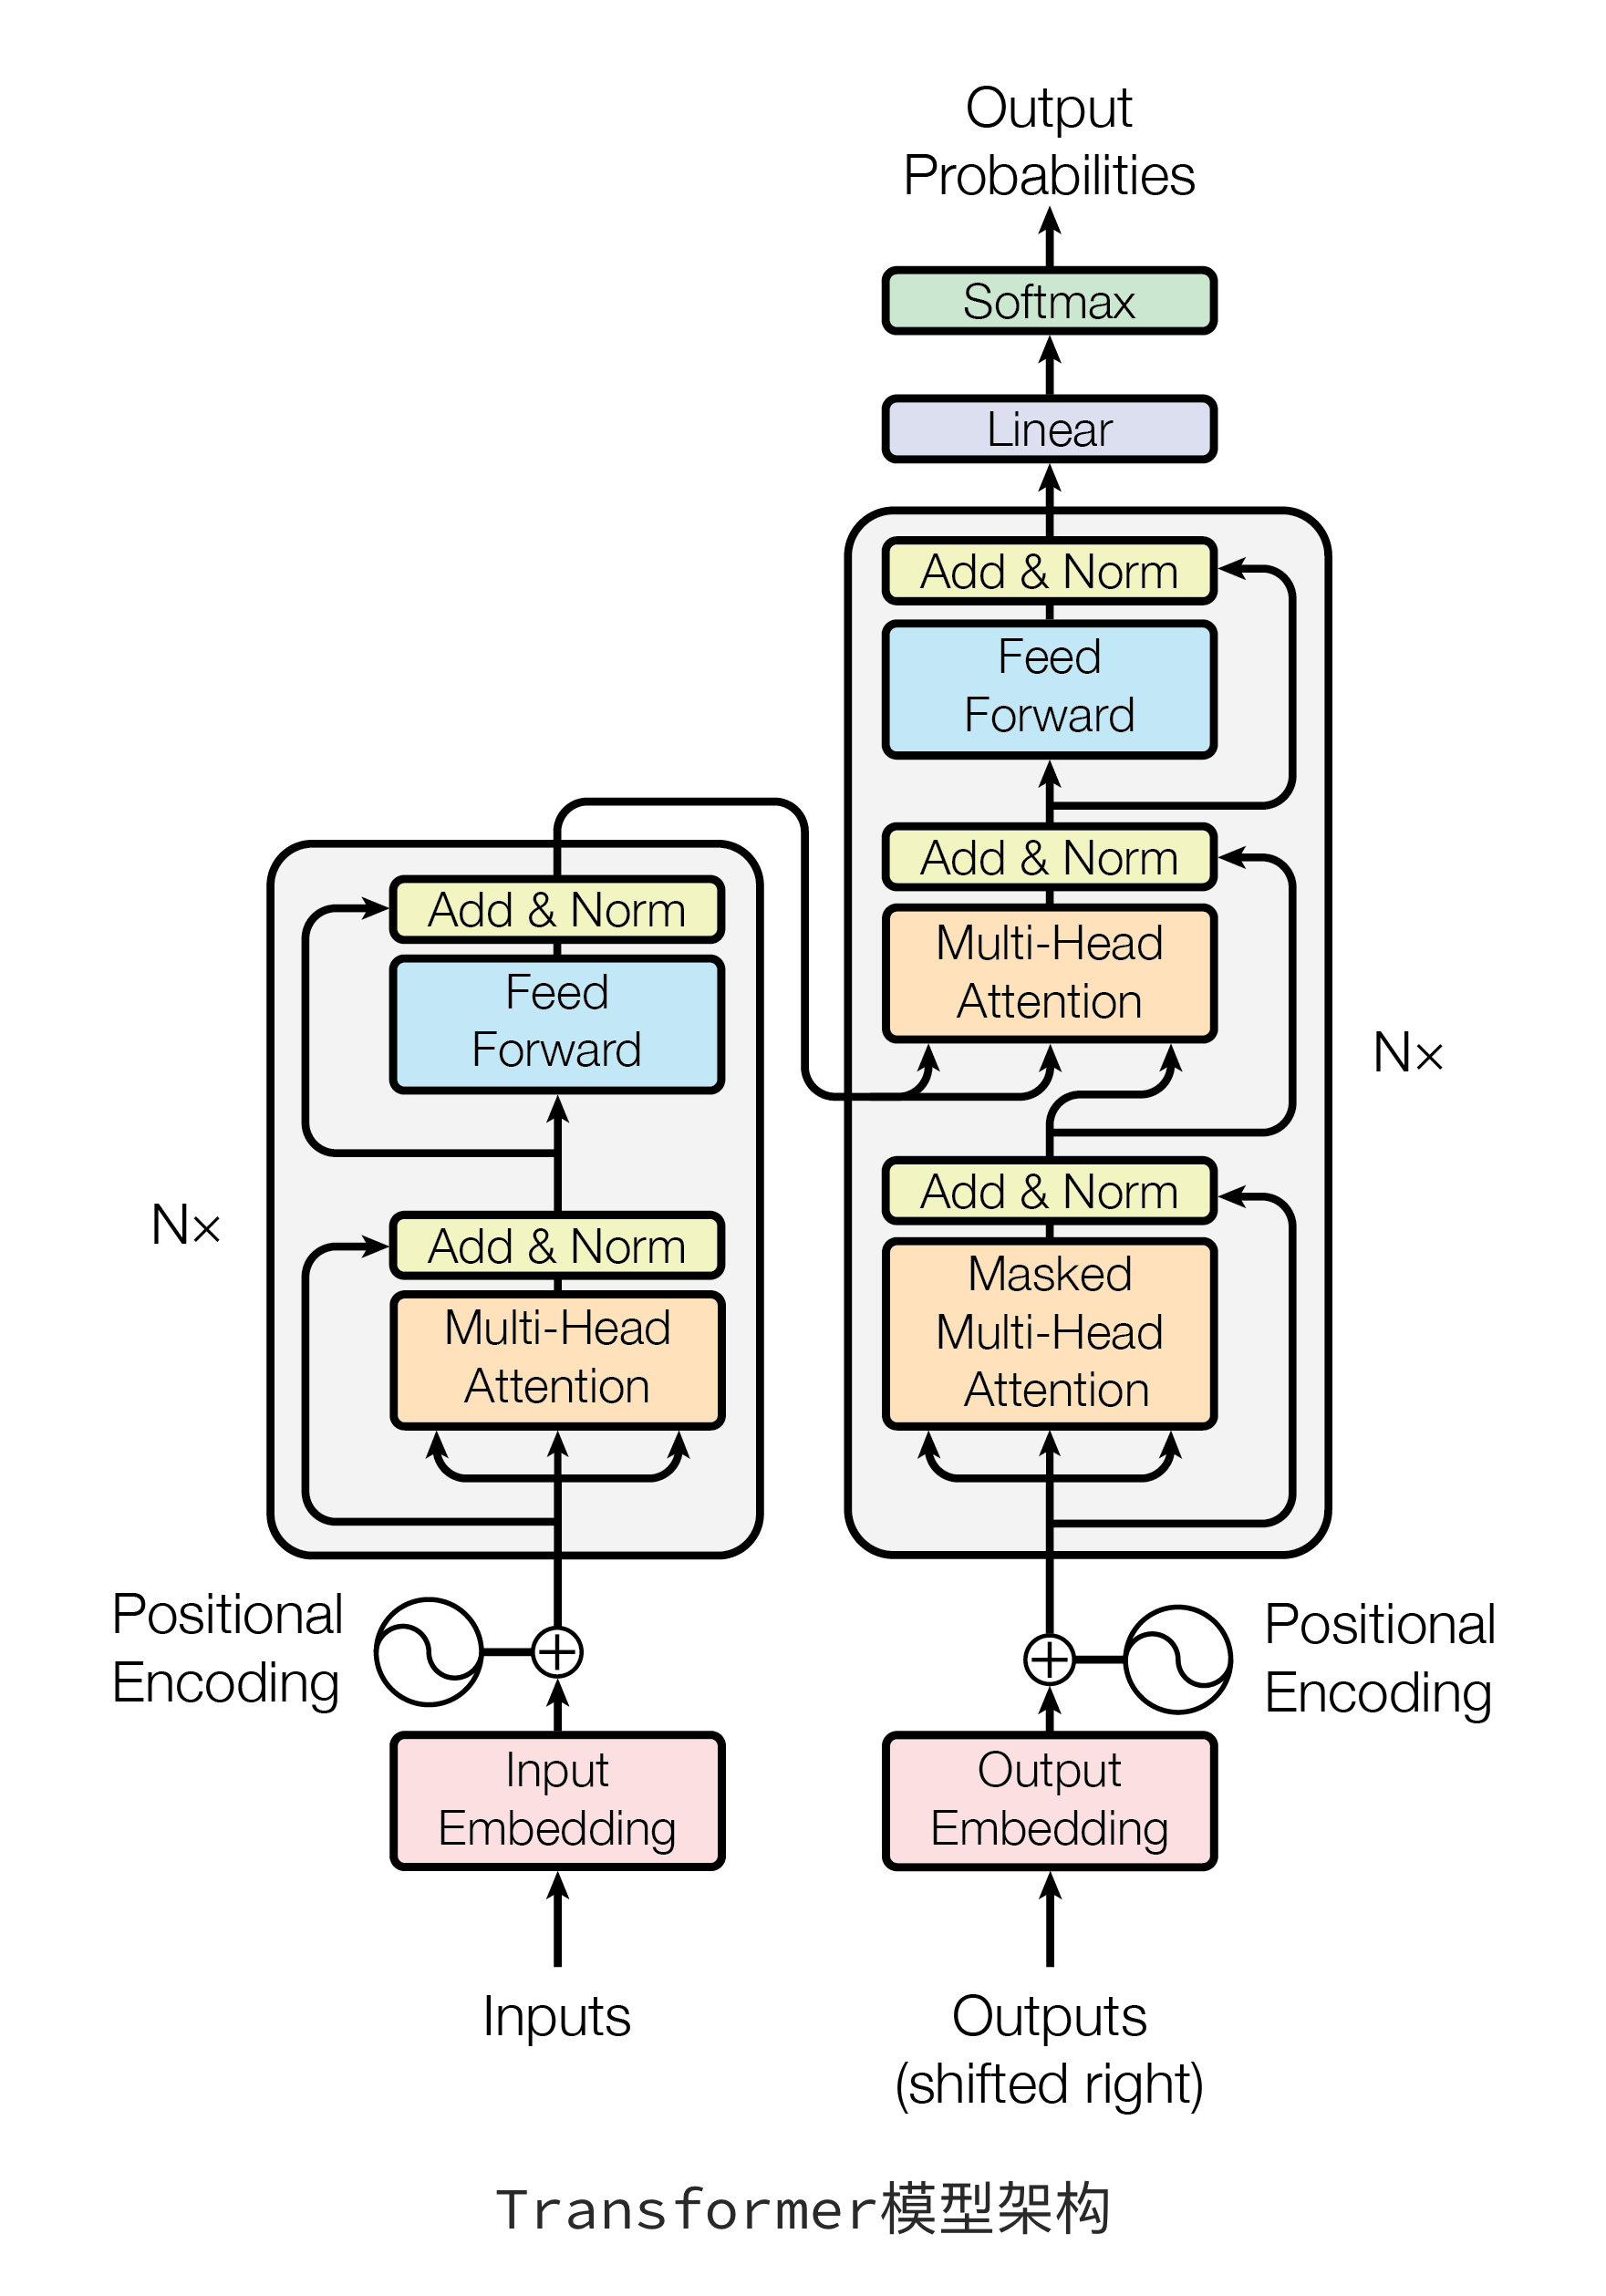 Output
Probabilities
Softmax
Linear
Add & Norm
Feed
Forward
Add & Norm
Multi-Head
Attention
Add & Norm
Masked
Multi-Head
Attention
N×
Add & Norm
Feed
Forward
Add & Norm
Multi-Head
Attention
N×
Positional
Encoding
Positional
Encoding
Input
Embedding
Output
Embedding
Inputs
Outputs
(shifted right)
Transformer模型架构